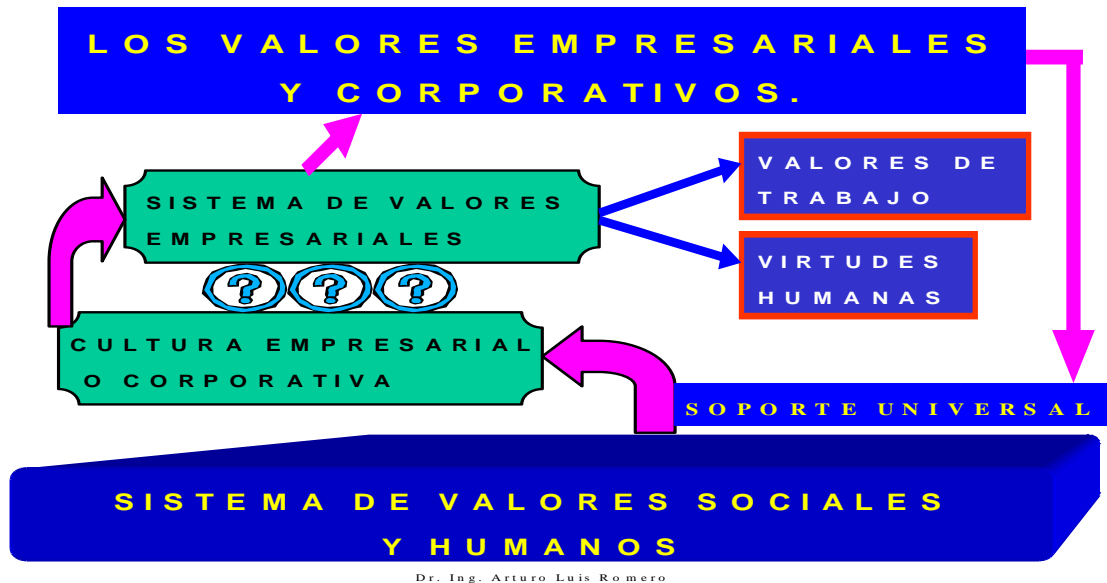 LOS VALORES EMPRESARIALES
Y CORPORATIVOS.
VALORES DE
TRABAJO
SISTEMA DE VALORES
EMPRESARIALES
VIRTUDES
HUMANAS
? ? ?
CULTURA EMPRESARIAL
O CORPORATIVA
SOPORTE UNIVERSAL
SISTEMA DE VALORES SOCIALES
Y HUMANOS
Dr. Ing. Arturo Luis Romero